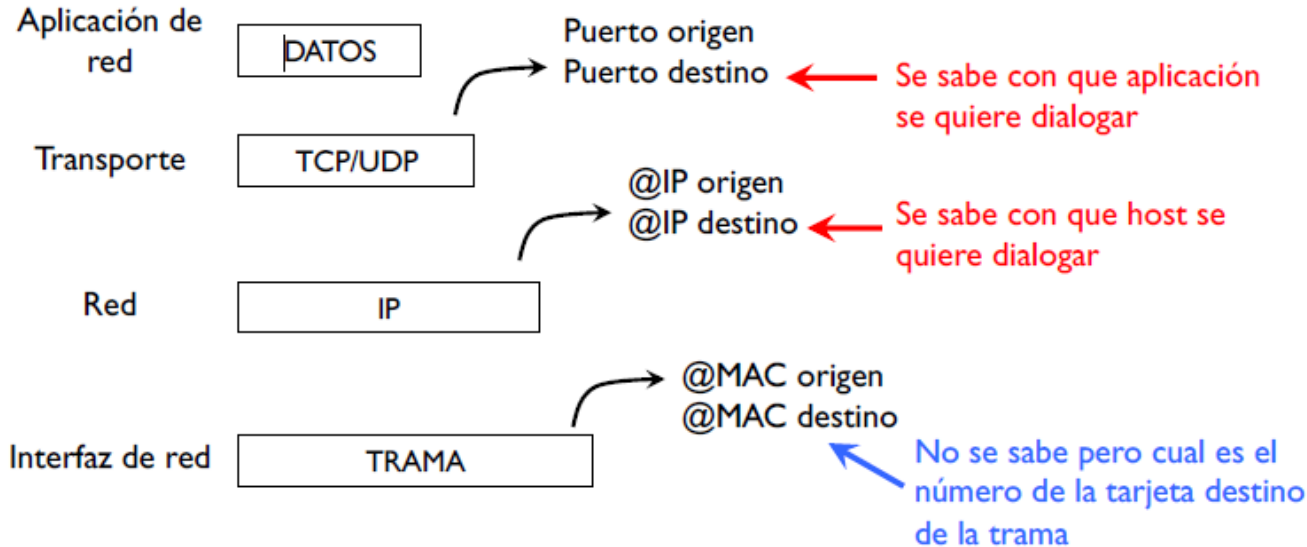 Aplicación de
red
DATOS
Puerto origen
Puerto destino
Se sabe con que aplicación
se quiere dialogar
Transporte
TCP/UDP
@IP origen
@IP destino
Se sabe con que host se
quiere dialogar
Red
IP
@MAC origen
@MAC destino
Interfaz de red
TRAMA
No se sabe pero cual es el
número de la tarjeta destino
de la trama